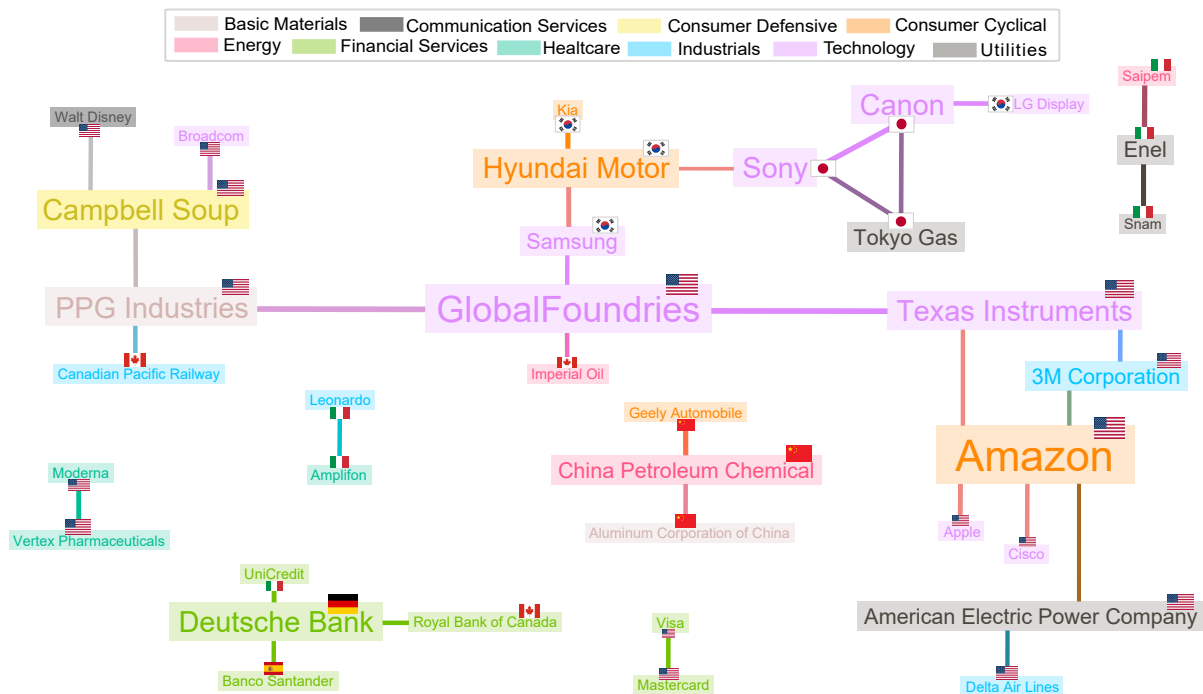 Basic Materials Communication Services Consumer Defensive Consumer Cyclical
Energy Financial Services Healtcare Industrials Technology Utilities
Saipem
Walt Disney
Kia
Canon
LG Display
Broadcom
Enel
Hyundai Motor
Sony
Campbell Soup
Snam
Samsung
Tokyo Gas
PPG Industries
GlobalFoundries
Texas Instruments
Canadian Pacific Railway
Imperial Oil
3M Corporation
Leonardo
Geely Automobile
Amazon
Moderna
Amplifon
China Petroleum Chemical
Vertex Pharmaceuticals
Aluminum Corporation of China
Apple
Cisco
UniCredit
Deutsche Bank
Royal Bank of Canada
Visa
American Electric Power Company
Banco Santander
Mastercard
Delta Air Lines